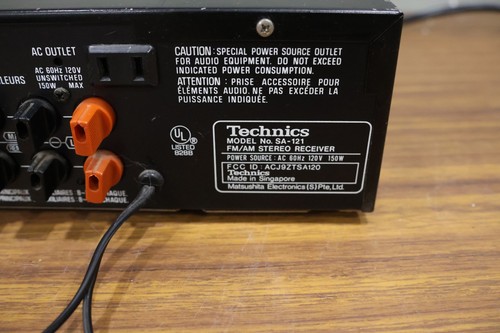 AC OUTLET
AC 60Hz 120V
UNSWITCHED
150W MAX
CAUTION: SPECIAL POWER SOURCE OUTLET
FOR AUDIO EQUIPMENT. DO NOT EXCEED
INDICATED POWER CONSUMPTION.
ATTENTION: PRISE ACCESSOIRE POUR
ÉLÉMENTS AUDIO. NE PAS EXCÉDER LA
PUISSANCE INDIQUÉE.
LEURS
UL
LISTED
828B
Technics
MODEL No. SA-121
FM/AM STEREO RECEIVER
POWER SOURCE: AC 60Hz 120V 150W
FCC ID: ACJ9ZTSA120
Technics
Made in Singapore
Matsushita Electronics (S) Pte, Ltd.